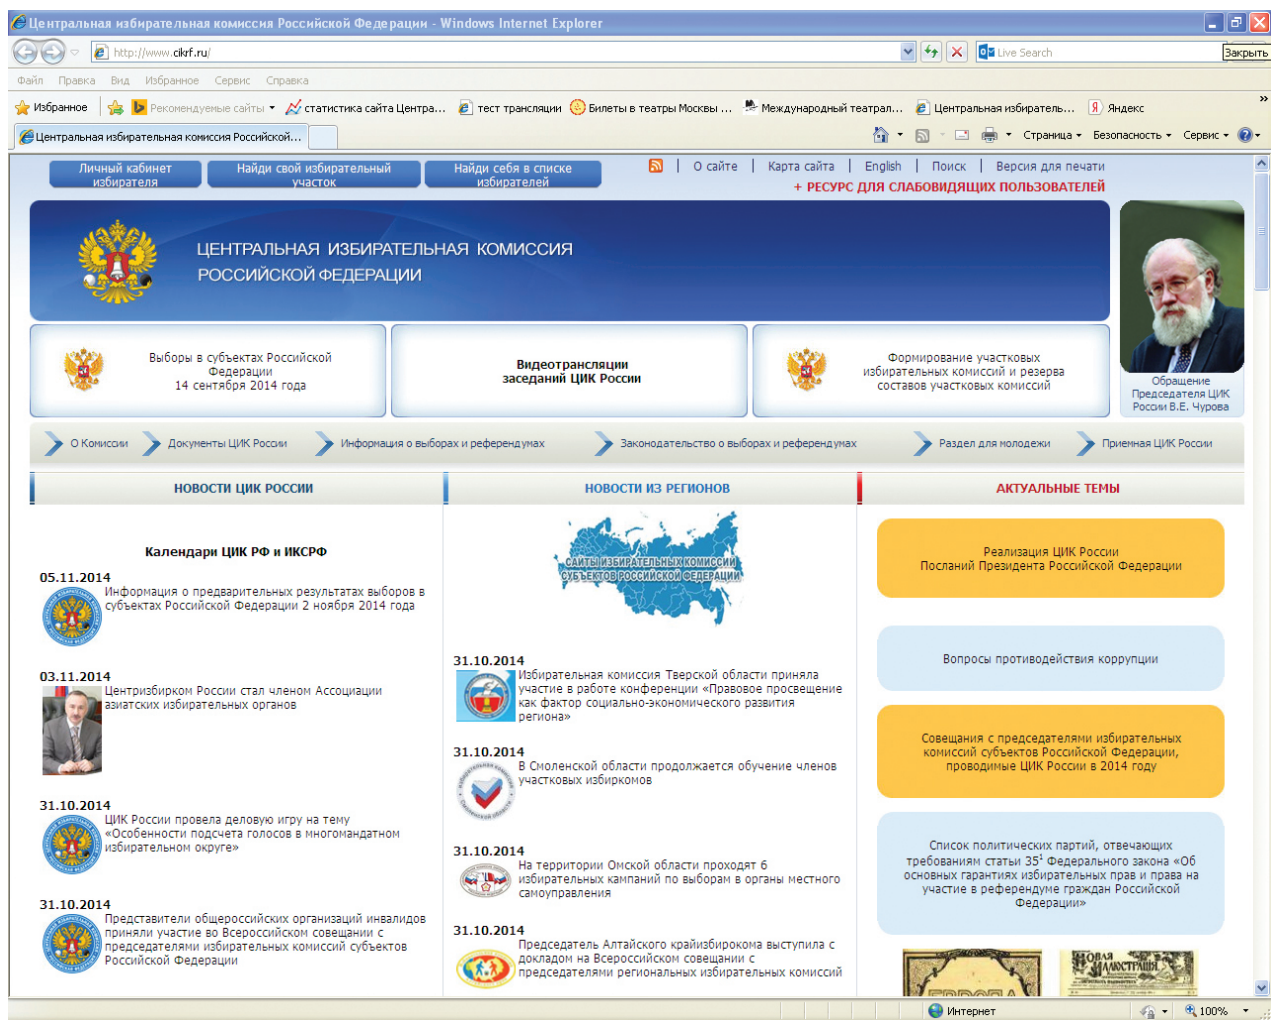 Центральная избирательная комиссия Российской Федерации - Windows Internet Explorer
http://www.cikrf.ru/
Live Search
Закрыть
Файл Правка Вид Избранное Сервис Справка
Избранное Рекомендуемые сайты статистика сайта Центра... тест трансляции Билеты в театры Москвы ... Международный театрал... Центральная избиратель... Яндекс »
Центральная избирательная комиссия Российской...
Страница Безопасность Сервис
Личный кабинет
избирателя
Найди свой избирательный
участок
Найди себя в списке
избирателей
О сайте | Карта сайта | English | Поиск | Версия для печати
+ РЕСУРС ДЛЯ СЛАБОВИДЯЩИХ ПОЛЬЗОВАТЕЛЕЙ
ЦЕНТРАЛЬНАЯ ИЗБИРАТЕЛЬНАЯ КОМИССИЯ
РОССИЙСКОЙ ФЕДЕРАЦИИ
Выборы в субъектах Российской
Федерации
14 сентября 2014 года
Видеотрансляции
заседаний ЦИК России
Формирование участковых
избирательных комиссий и резерва
составов участковых комиссий
Обращение
Председателя ЦИК
России В.Е. Чурова
О Комиссии
Документы ЦИК России
Информация о выборах и референдумах
Законодательство о выборах и референдумах
Раздел для молодежи
Приемная ЦИК России
НОВОСТИ ЦИК РОССИИ
Календари ЦИК РФ и ИКСРФ
05.11.2014
Информация о предварительных результатах выборов в
субъектах Российской Федерации 2 ноября 2014 года
03.11.2014
Центризбирком России стал членом Ассоциации
азиатских избирательных органов
31.10.2014
ЦИК России провела деловую игру на тему
«Особенности подсчета голосов в многомандатном
избирательном округе»
31.10.2014
Представители общероссийских организаций инвалидов
приняли участие во Всероссийском совещании с
председателями избирательных комиссий субъектов
Российской Федерации
НОВОСТИ ИЗ РЕГИОНОВ
САЙТЫ ИЗБИРАТЕЛЬНЫХ КОМИССИЙ
СУБЪЕКТОВ РОССИЙСКОЙ ФЕДЕРАЦИИ
31.10.2014
Избирательная комиссия Тверской области приняла
участие в работе конференции «Правовое просвещение
как фактор социально-экономического развития
региона»
31.10.2014
В Смоленской области продолжается обучение членов
участковых избиркомов
31.10.2014
На территории Омской области проходят 6
избирательных кампаний по выборам в органы местного
самоуправления
31.10.2014
Председатель Алтайского крайизбирокома выступила с
докладом на Всероссийском совещании с
председателями региональных избирательных комиссий
АКТУАЛЬНЫЕ ТЕМЫ
Реализация ЦИК России
Посланий Президента Российской Федерации
Вопросы противодействия коррупции
Совещания с председателями избирательных
комиссий субъектов Российской Федерации,
проводимые ЦИК России в 2014 году
Список политических партий, отвечающих
требованиям статьи 35¹ Федерального закона «Об
основных гарантиях избирательных прав и права на
участие в референдуме граждан Российской
Федерации»
НОВАЯ
ИЛЛЮСТРАЦІЯ.
Интернет
100%